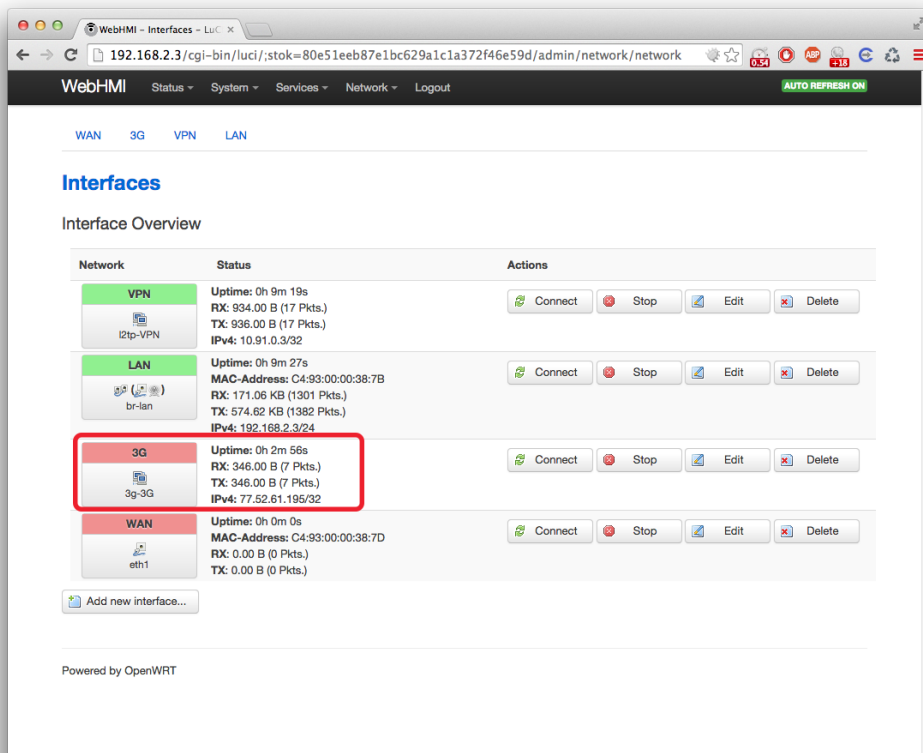 WebHMI - Interfaces - LuC
192.168.2.3/cgi-bin/luci/;stok=80e51eeb87e1bc629a1c1a372f46e59d/admin/network/network
0.54
ABP
+18
WebHMI Status System Services Network Logout AUTO REFRESH ON
WAN 3G VPN LAN
Interfaces
Interface Overview
Network Status Actions
VPN
l2tp-VPN
Uptime: 0h 9m 19s
RX: 934.00 B (17 Pkts.)
TX: 936.00 B (17 Pkts.)
IPv4: 10.91.0.3/32
Connect Stop Edit Delete
LAN
br-lan
Uptime: 0h 9m 27s
MAC-Address: C4:93:00:00:38:7B
RX: 171.06 KB (1301 Pkts.)
TX: 574.62 KB (1382 Pkts.)
IPv4: 192.168.2.3/24
Connect Stop Edit Delete
3G
3g-3G
Uptime: 0h 2m 56s
RX: 346.00 B (7 Pkts.)
TX: 346.00 B (7 Pkts.)
IPv4: 77.52.61.195/32
Connect Stop Edit Delete
WAN
eth1
Uptime: 0h 0m 0s
MAC-Address: C4:93:00:00:38:7D
RX: 0.00 B (0 Pkts.)
TX: 0.00 B (0 Pkts.)
Connect Stop Edit Delete
Add new interface...
Powered by OpenWRT